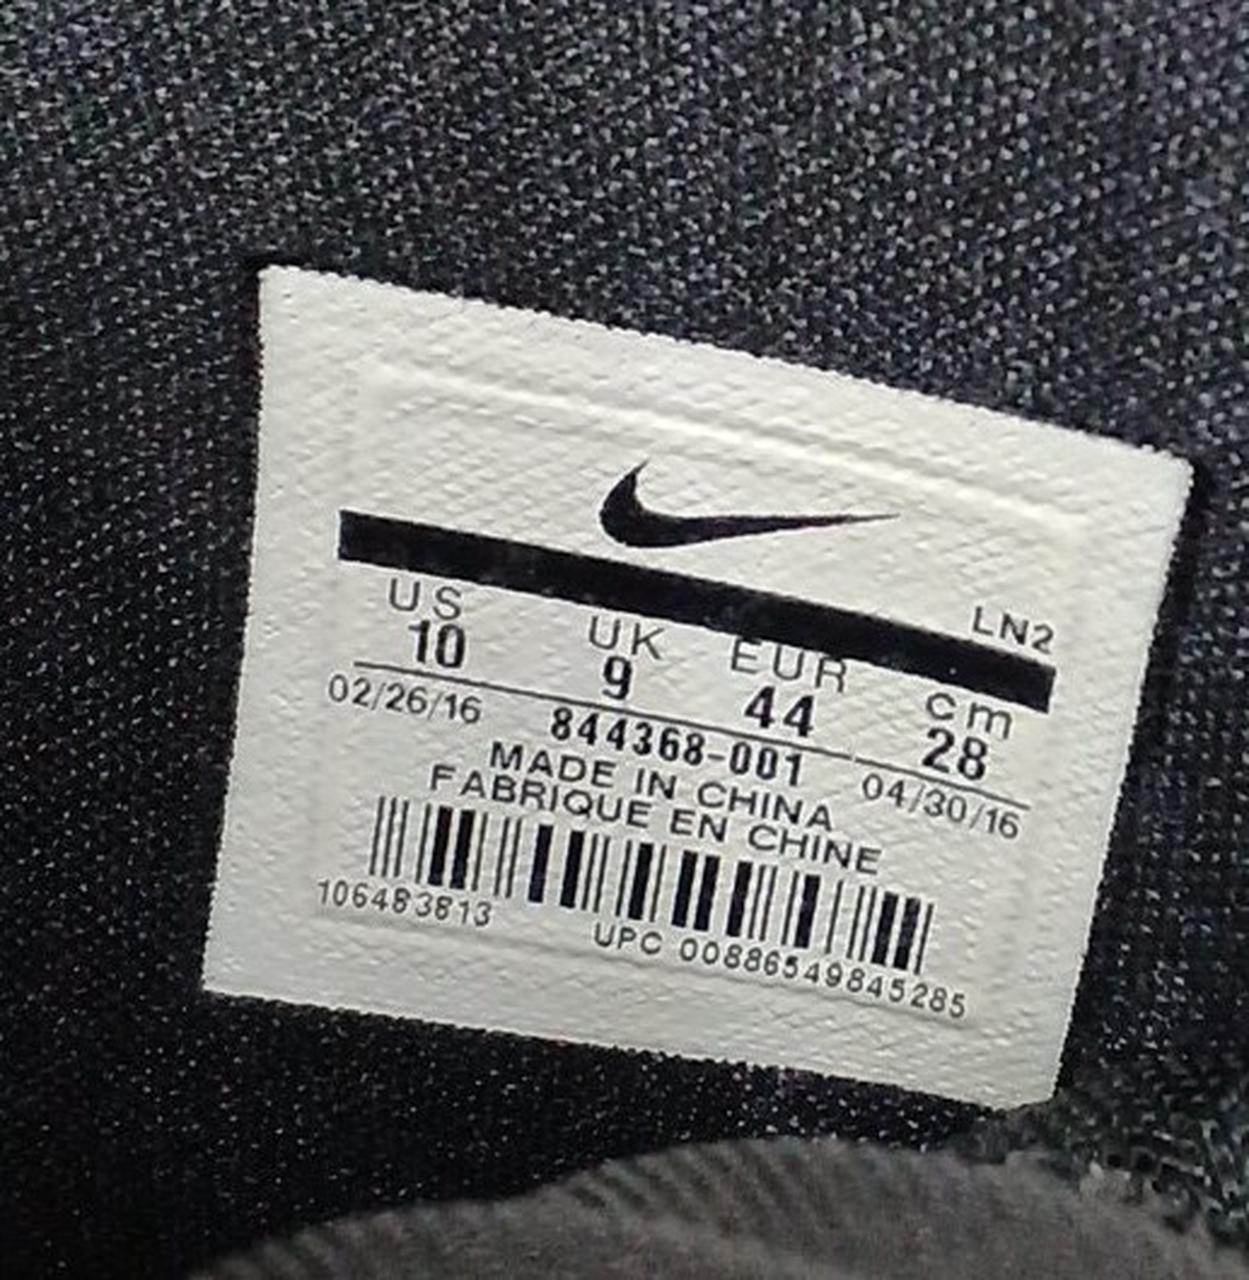 LN2
US UK EUR cm
10 9 44 28
02/26/16 844368-001 04/30/16
MADE IN CHINA
FABRIQUE EN CHINE
106483813 UPC 00886549845285